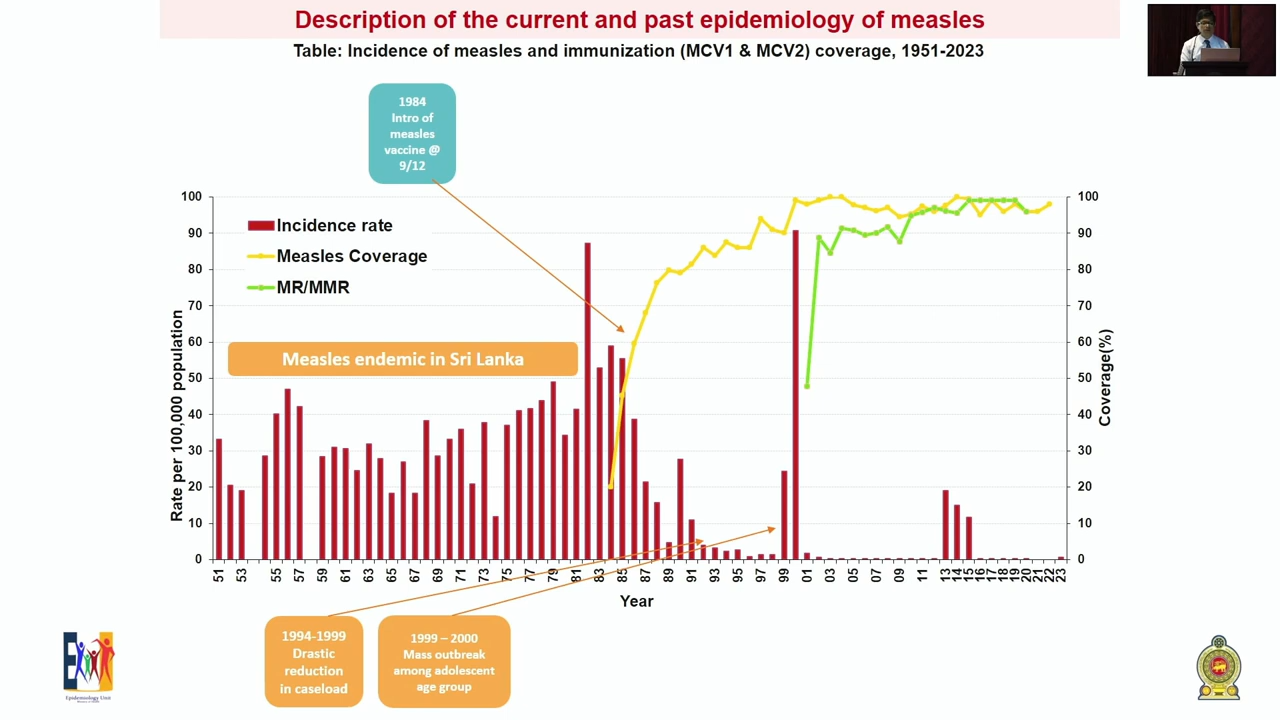 Description of the current and past epidemiology of measles
Table: Incidence of measles and immunization (MCV1 & MCV2) coverage, 1951-2023
1984
Intro of
measles
vaccine @
9/12
Incidence rate
Measles Coverage
MR/MMR
Measles endemic in Sri Lanka
Rate per 100,000 population
100
90
80
70
60
50
40
30
20
10
0
Coverage(%)
100
90
80
70
60
50
40
30
20
10
0
51 53 55 57 59 61 63 65 67 69 71 73 75 77 79 81 83 85 87 89 91 93 95 97 99 01 03 05 07 09 11 13 14 15 16 17 18 19 20 21 22 23
Year
1994-1999
Drastic
reduction
in caseload
1999 – 2000
Mass outbreak
among adolescent
age group
Epidemiology Unit